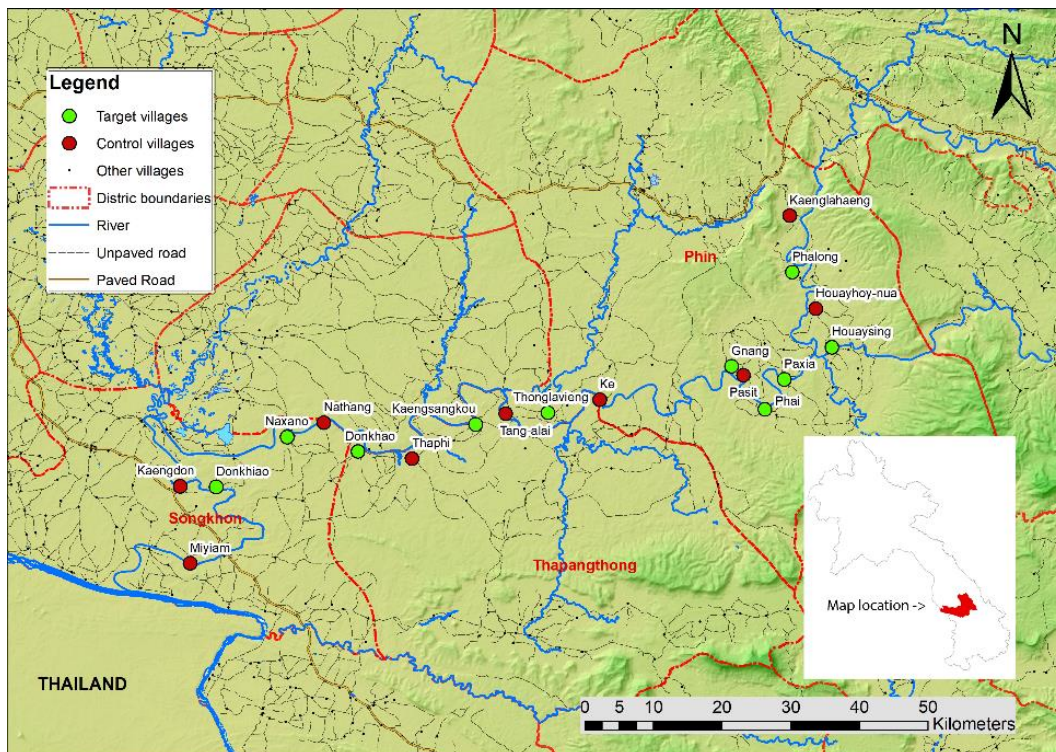 Legend
Target villages
Control villages
Other villages
Distric boundaries
River
Unpaved road
Paved Road
N
Kaenglahaeng
Phin
Phalong
Houayhoy-nua
Houaysing
Gnang
Paxia
Pasit
Phai
Ke
Thonglavieng
Kaengsangkou
Tang-alai
Nathang
Naxano
Donkhao
Thaphi
Kaengdon
Donkhiao
Songkhon
Miyiam
Thapangthong
Map location ->
THAILAND
0 5 10 20 30 40 50
Kilometers